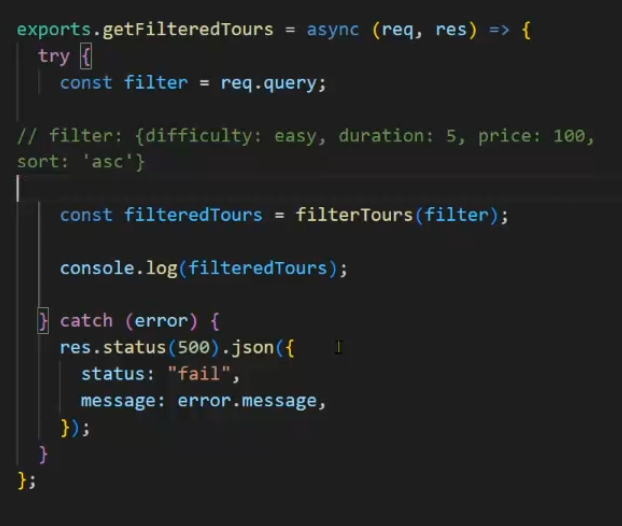 exports.getFilteredTours = async (req, res) => {
try {
const filter = req.query;
// filter: {difficulty: easy, duration: 5, price: 100,
sort: 'asc'}
const filteredTours = filterTours(filter);
console.log(filteredTours);
} catch (error) {
res.status(500).json({
status: "fail",
message: error.message,
});
}
};